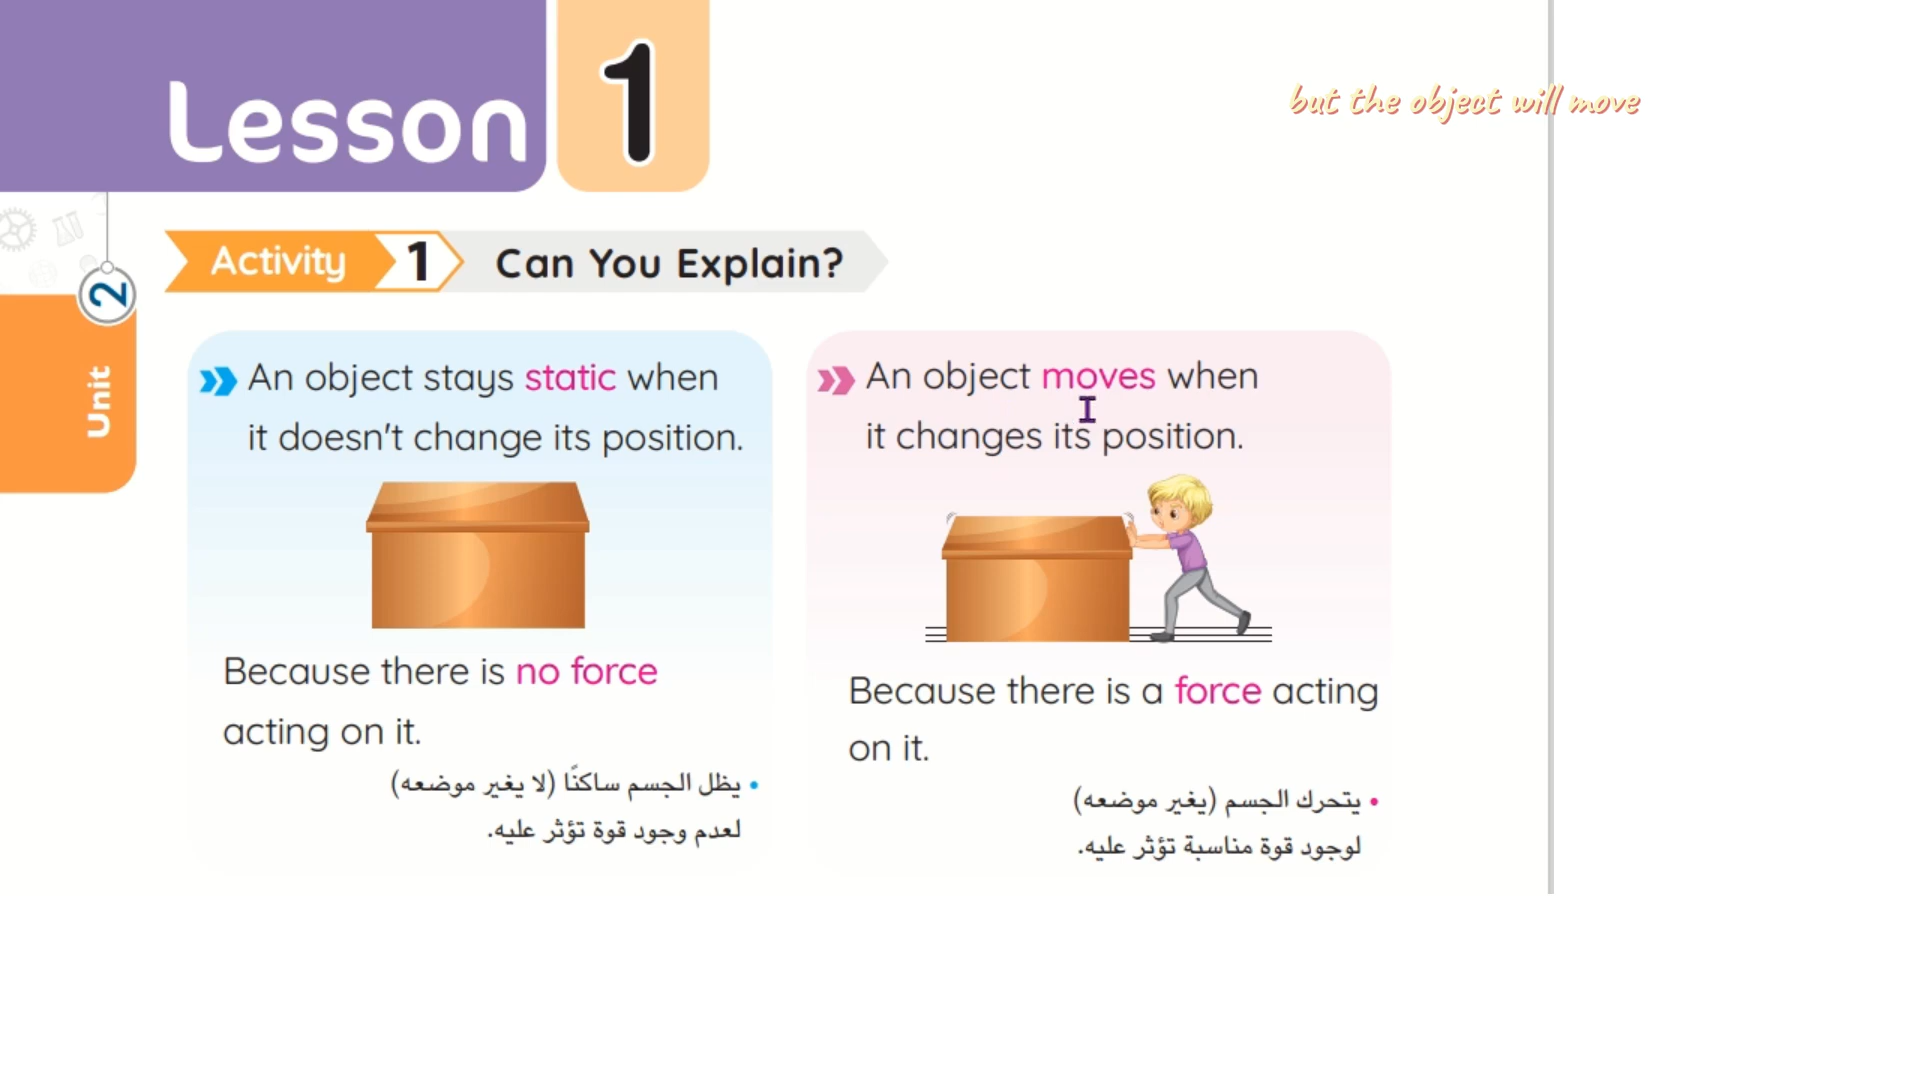 Lesson 1
but the object will move
Activity 1 Can You Explain?
2
Unit
An object stays static when
it doesn't change its position.
Because there is no force
acting on it.
• يظل الجسم ساكنًا (لا يغير موضعه)
لعدم وجود قوة تؤثر عليه.
An object moves when
it changes its position.
Because there is a force acting
on it.
• يتحرك الجسم (يغير موضعه)
لوجود قوة مناسبة تؤثر عليه.